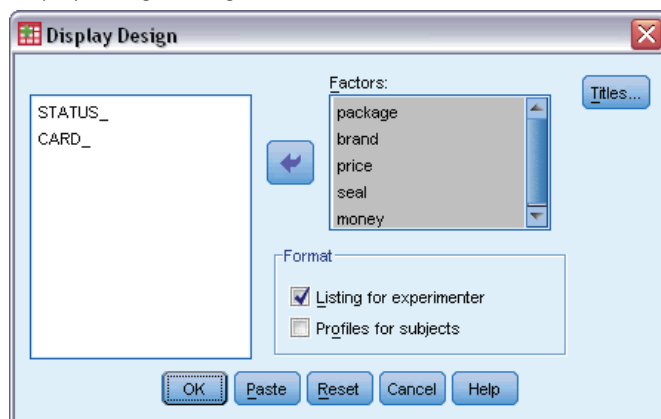 Display Design
Factors:
Titles...
STATUS_
CARD_
package
brand
price
seal
money
Format
Listing for experimenter
Profiles for subjects
OK
Paste
Reset
Cancel
Help